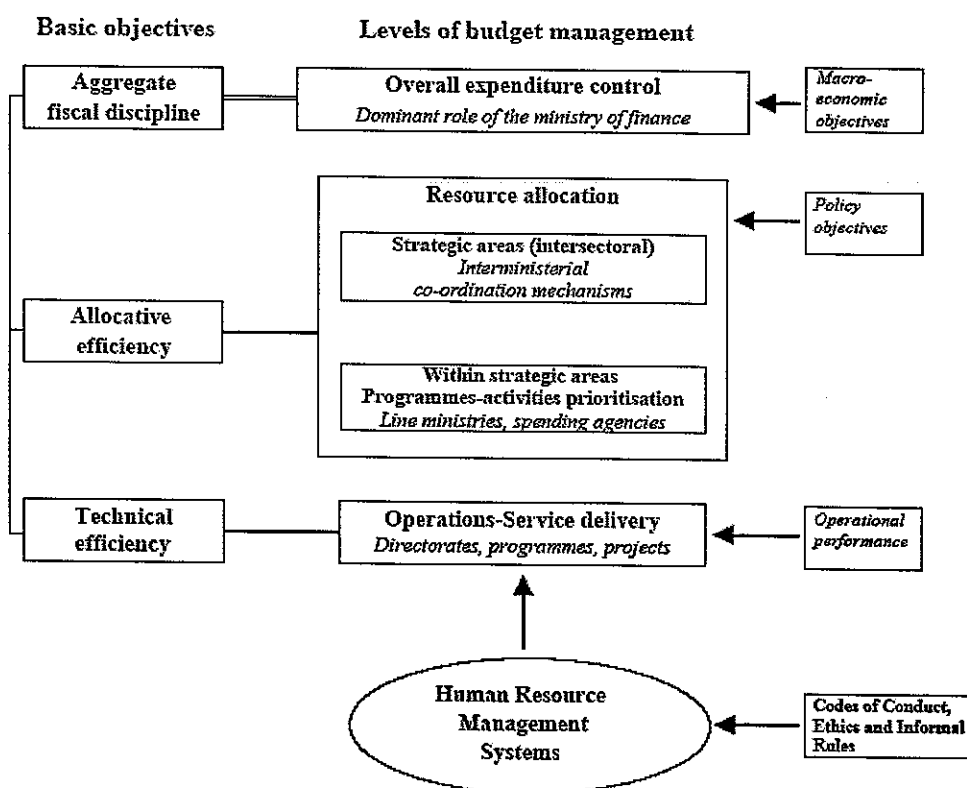 Basic objectives
Levels of budget management
Aggregate
fiscal discipline
Overall expenditure control
Dominant role of the ministry of finance
Macro-
economic
objectives
Resource allocation
Policy
objectives
Strategic areas (intersectoral)
Interministerial
co-ordination mechanisms
Allocative
efficiency
Within strategic areas
Programmes-activities prioritisation
Line ministries, spending agencies
Technical
efficiency
Operations-Service delivery
Directorates, programmes, projects
Operational
performance
Human Resource
Management
Systems
Codes of Conduct,
Ethics and Informal
Rules